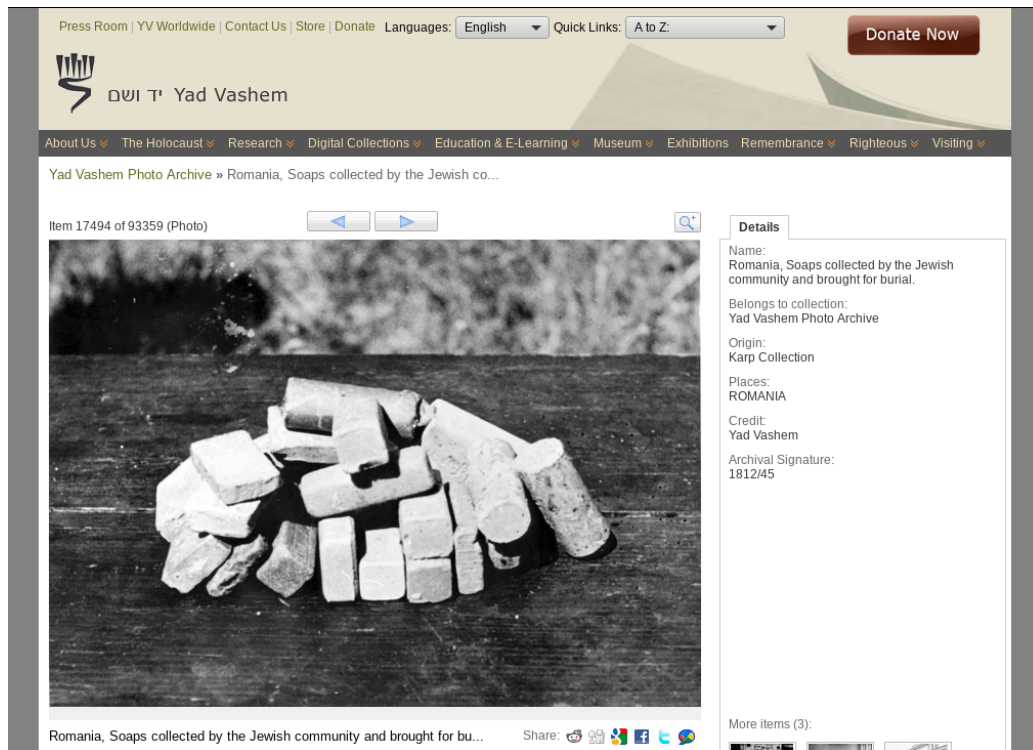 Press Room | YV Worldwide | Contact Us | Store | Donate Languages: English Quick Links: A to Z:
Donate Now
יד ושם Yad Vashem
About Us The Holocaust Research Digital Collections Education & E-Learning Museum Exhibitions Remembrance Righteous Visiting
Yad Vashem Photo Archive » Romania, Soaps collected by the Jewish co...
Item 17494 of 93359 (Photo)
Details
Name:
Romania, Soaps collected by the Jewish
community and brought for burial.
Belongs to collection:
Yad Vashem Photo Archive
Origin:
Karp Collection
Places:
ROMANIA
Credit:
Yad Vashem
Archival Signature:
1812/45
More items (3):
Romania, Soaps collected by the Jewish community and brought for bu... Share: